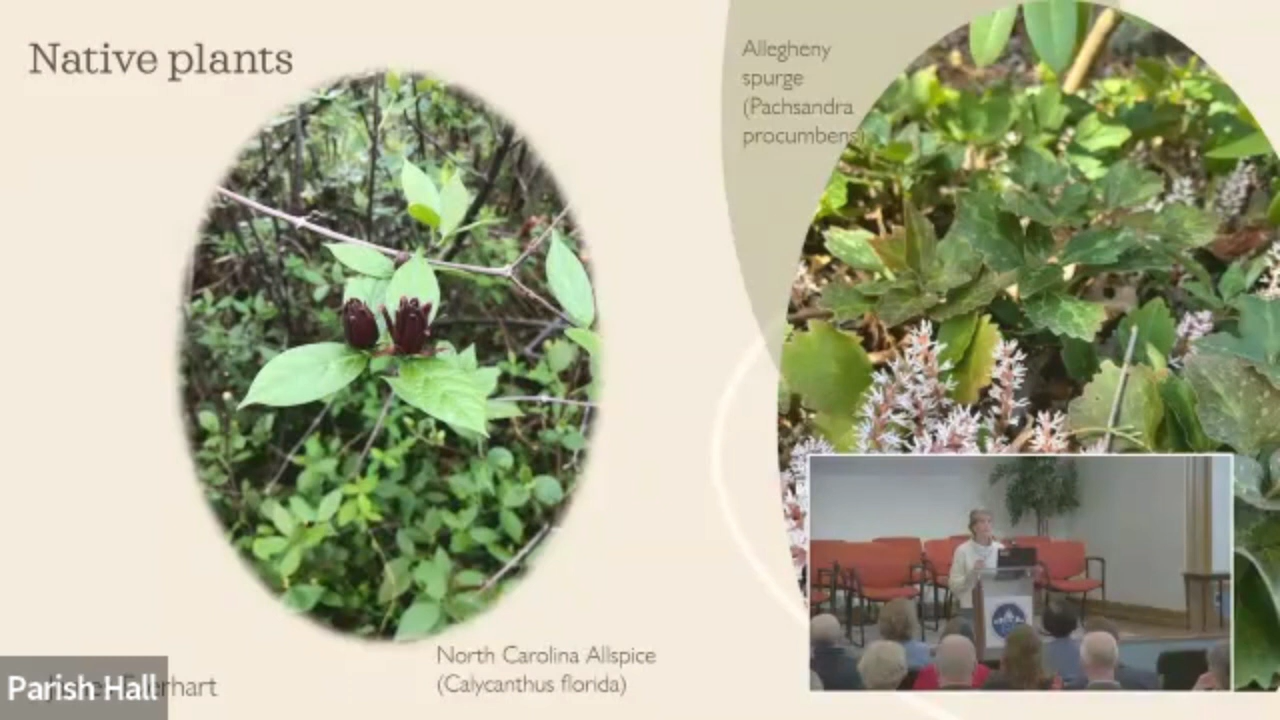 Native plants
Allegheny
spurge
(Pachsandra
procumbens)
North Carolina Allspice
(Calycanthus florida)
Parish Hall